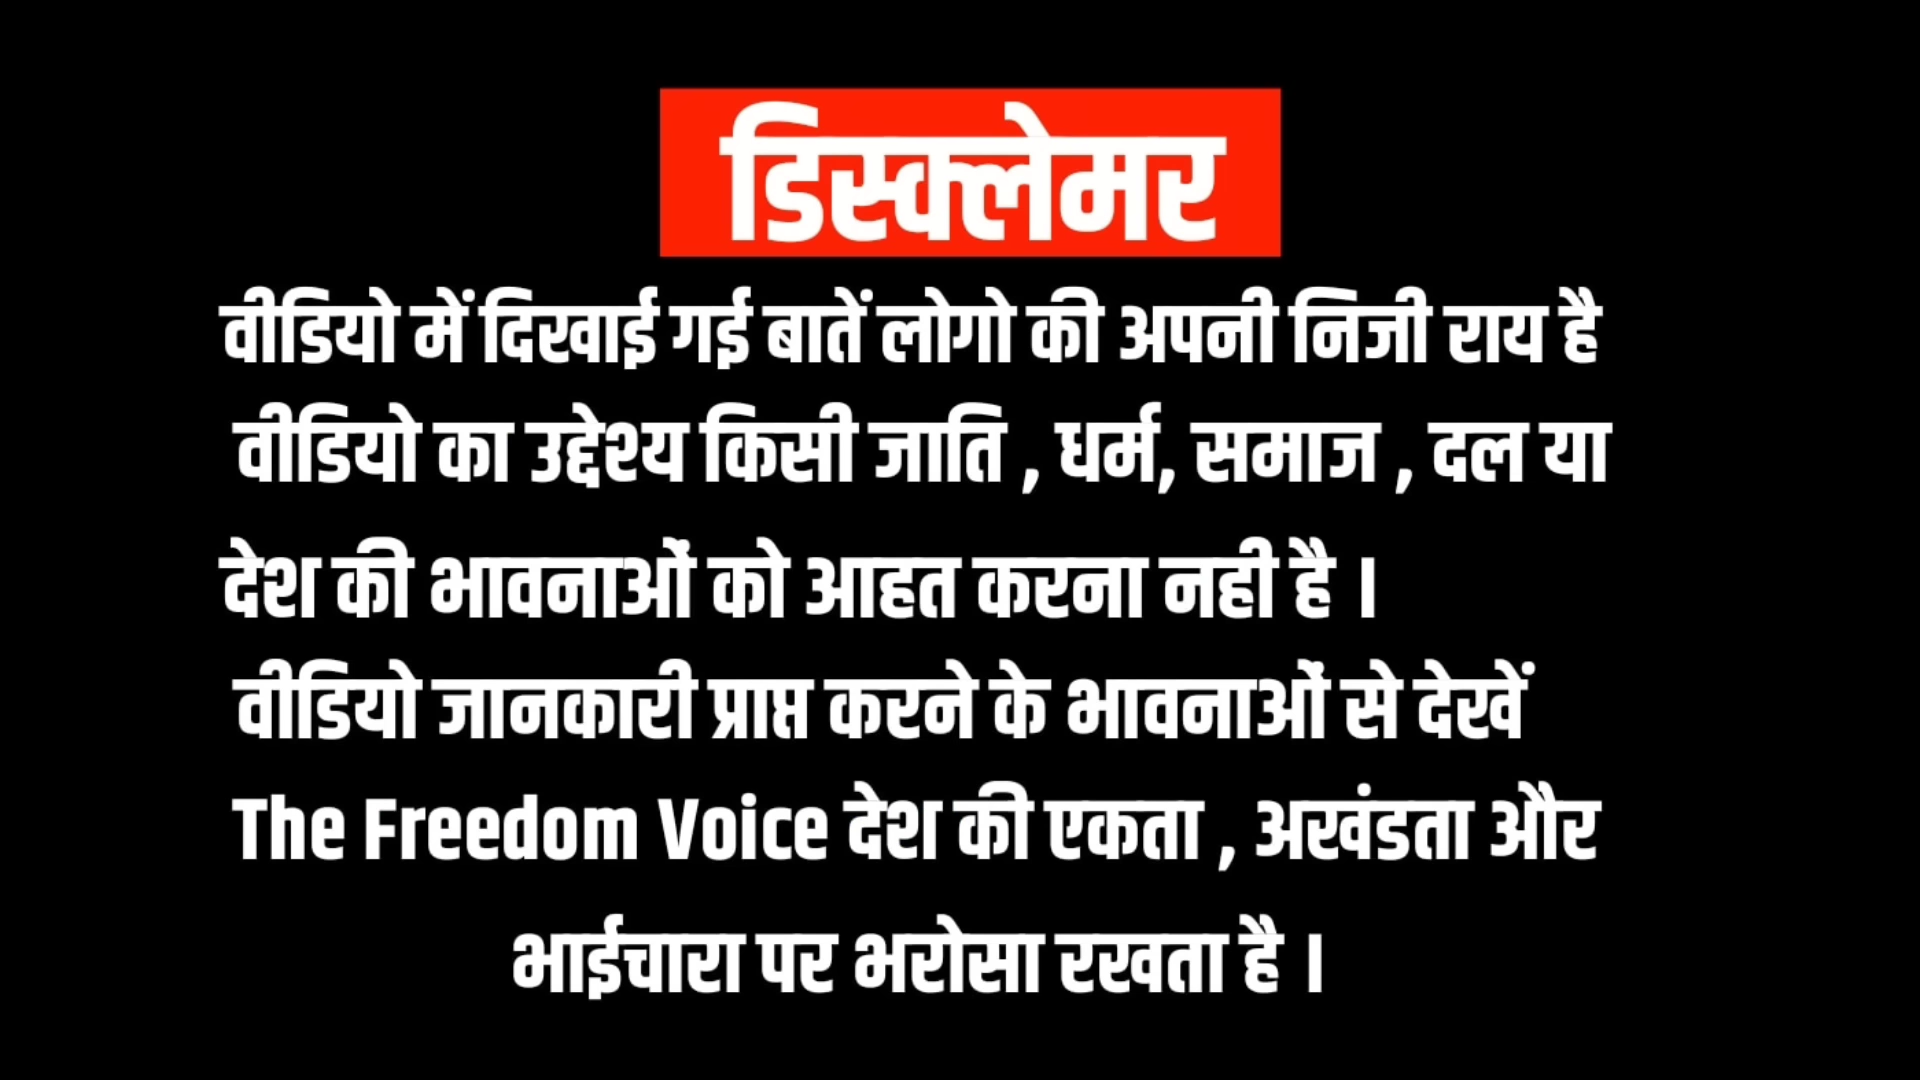 डिस्क्लेमर
वीडियो में दिखाई गई बातें लोगो की अपनी निजी राय है
वीडियो का उद्देश्य किसी जाति , धर्म, समाज , दल या
देश की भावनाओं को आहत करना नही है ।
वीडियो जानकारी प्राप्त करने के भावनाओं से देखें
The Freedom Voice देश की एकता , अखंडता और
भाईचारा पर भरोसा रखता है ।